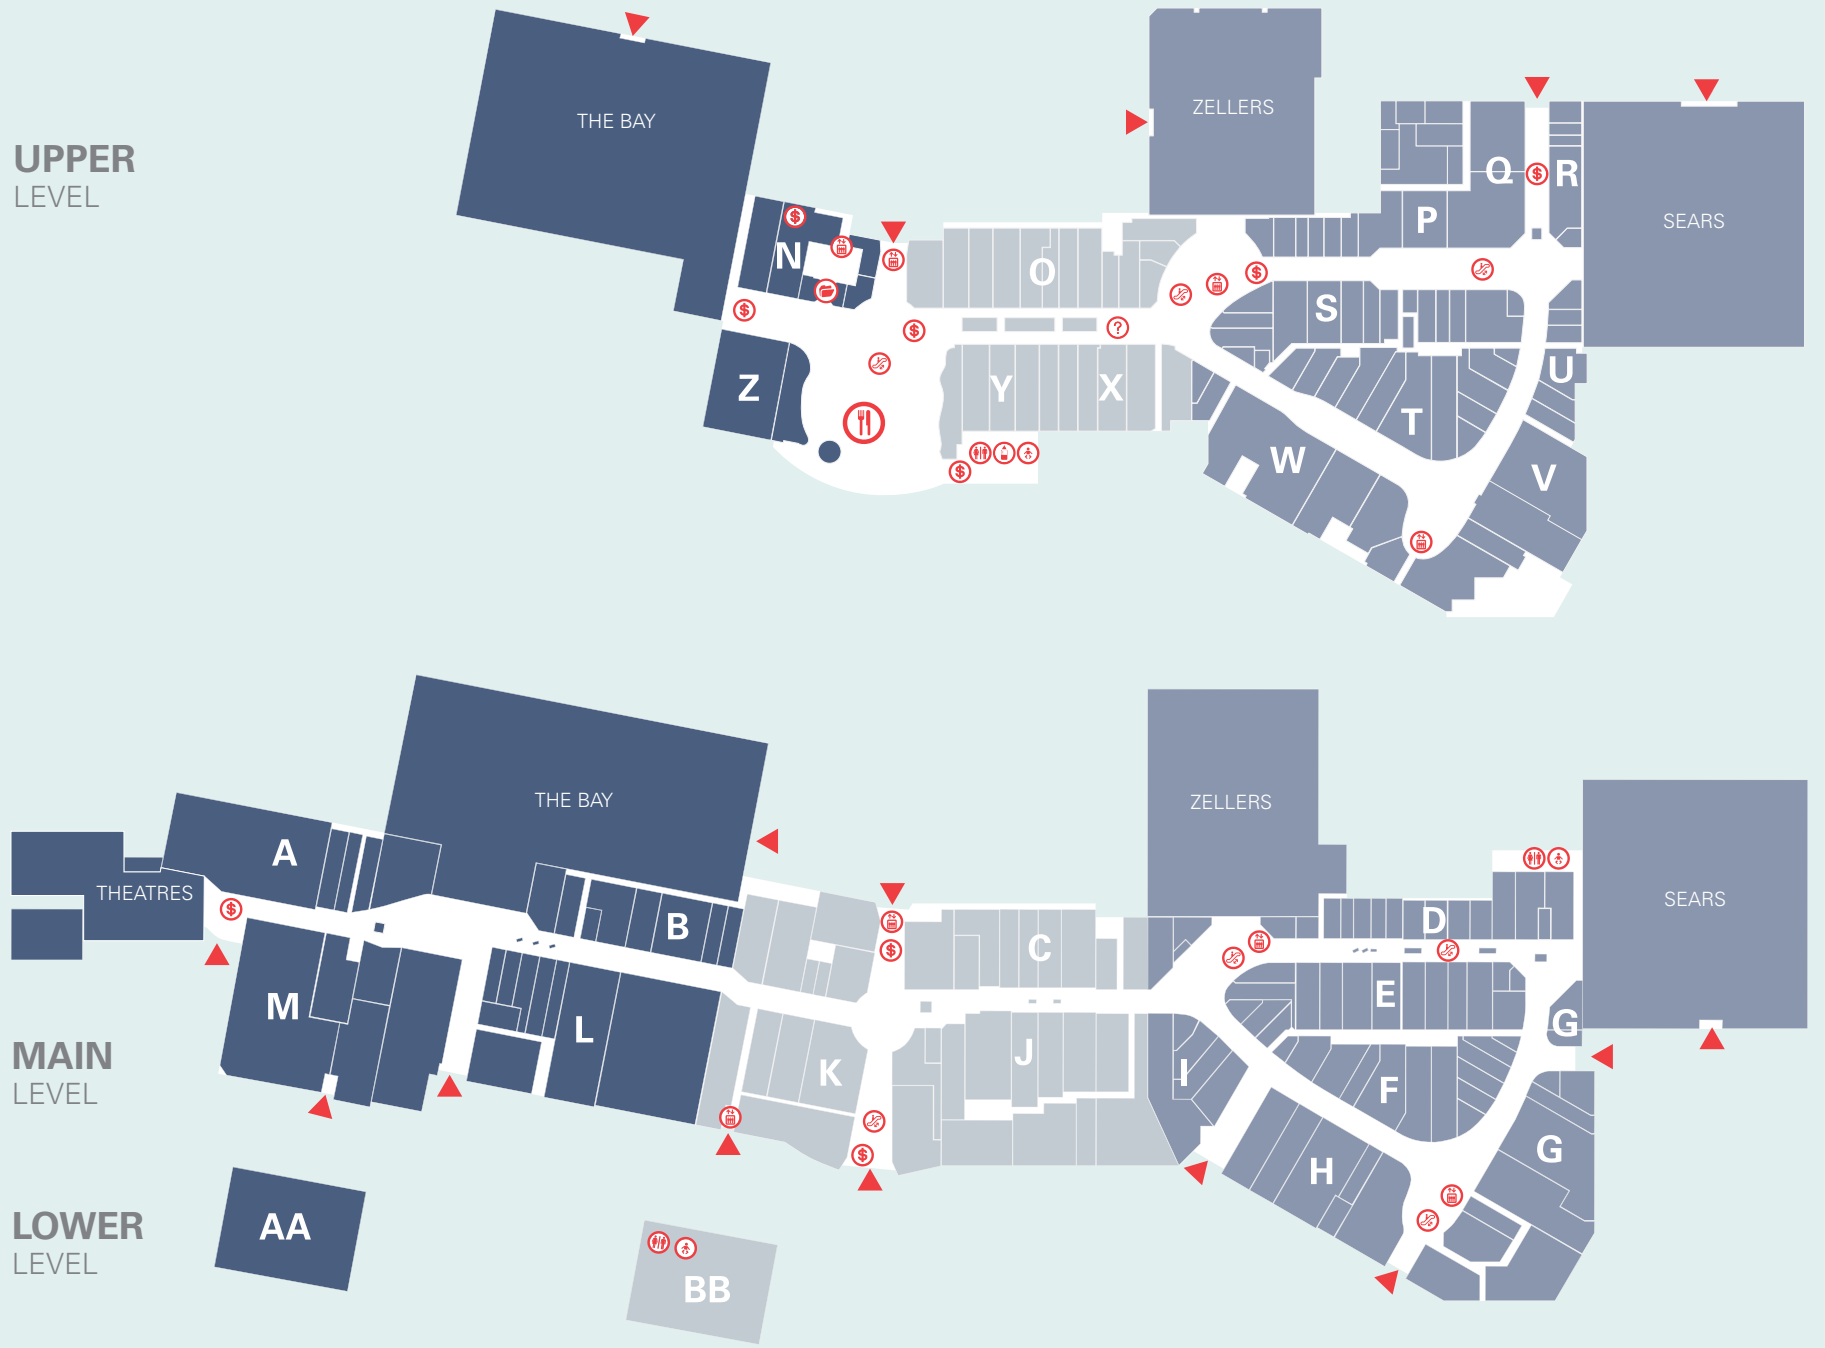 UPPER
LEVEL
THE BAY
ZELLERS
SEARS
N
$
$
$
Z
O
?
Y
X
$
$
P
Q
$
R
S
T
U
V
W
MAIN
LEVEL
THE BAY
ZELLERS
SEARS
THEATRES
A
$
B
M
L
C
$
K
J
$
D
E
G
F
I
H
G
LOWER
LEVEL
AA
BB